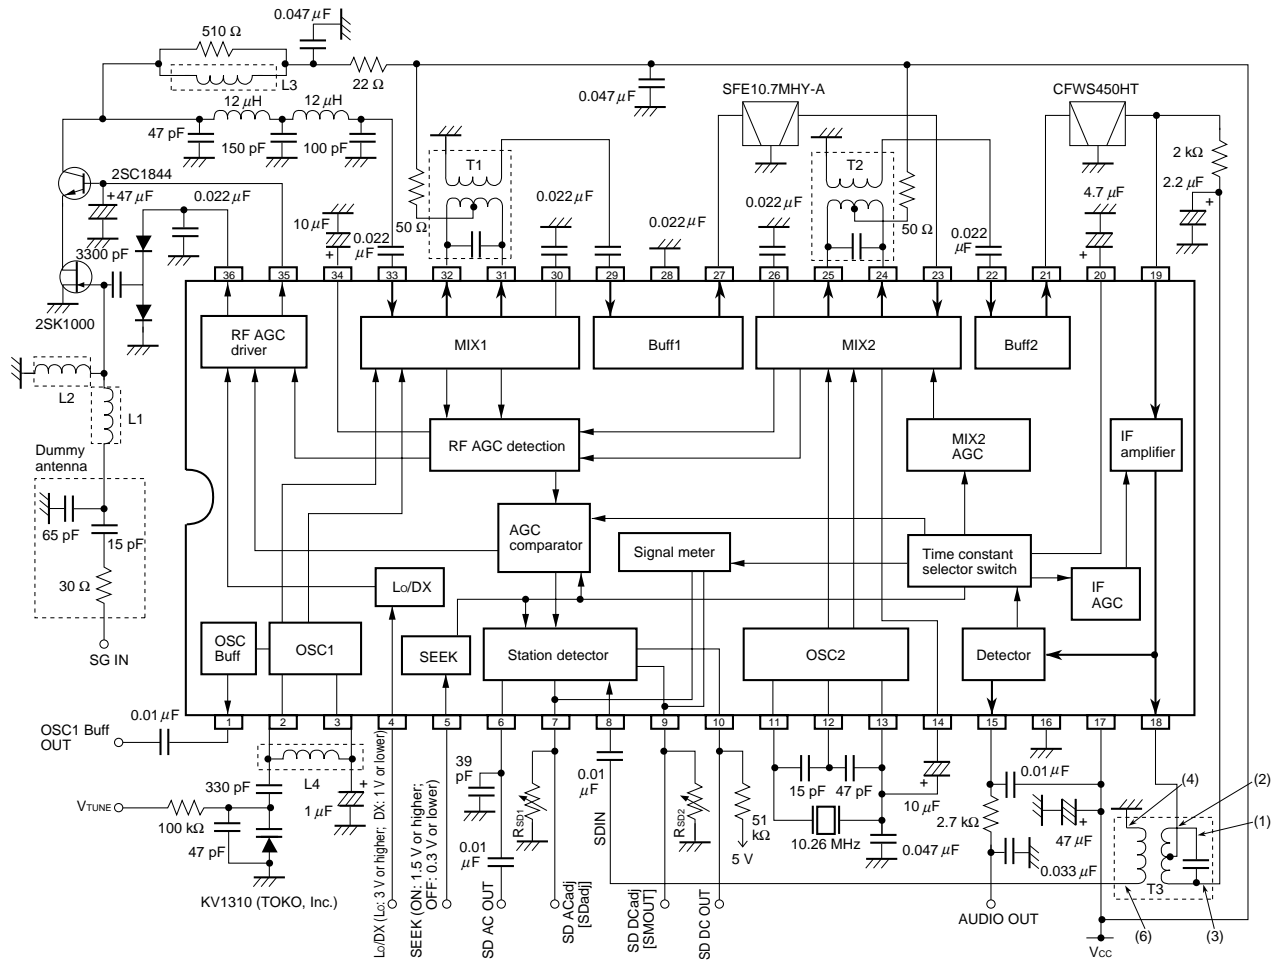 0.047 μF
510 Ω
L3
22 Ω
0.047 μF
SFE10.7MHY-A
CFWS450HT
12 μH
12 μH
47 pF
150 pF
100 pF
T1
T2
2 kΩ
2SC1844
+ 47 μF
0.022 μF
10 μF
+
0.022 μF
50 Ω
0.022 μF
0.022 μF
0.022 μF
50 Ω
0.022 μF
4.7 μF
+
2.2 μF
+
3300 pF
2SK1000
36
35
34
33
32
31
30
29
28
27
26
25
24
23
22
21
20
19
RF AGC
driver
MIX1
Buff1
MIX2
Buff2
L2
L1
RF AGC detection
MIX2
AGC
IF
amplifier
Dummy
antenna
65 pF
15 pF
30 Ω
SG IN
AGC
comparator
Signal meter
Time constant
selector switch
LO/DX
IF
AGC
OSC
Buff
OSC1
SEEK
Station detector
OSC2
Detector
1
2
3
4
5
6
7
8
9
10
11
12
13
14
15
16
17
18
OSC1 Buff
OUT
0.01 μF
VTUNE
100 kΩ
330 pF
47 pF
L4
1 μF
+
KV1310 (TOKO, Inc.)
LO/DX (LO: 3 V or higher; DX: 1 V or lower)
SEEK (ON: 1.5 V or higher;
OFF: 0.3 V or lower)
39
pF
0.01
μF
SD AC OUT
RSD1
SD ACadj
[SDadj]
0.01
μF
SDIN
RSD2
SD DCadj
[SMOUT]
51
kΩ
5 V
SD DC OUT
15 pF
47 pF
10.26 MHz
+
10 μF
0.047 μF
0.01 μF
2.7 kΩ
0.033 μF
AUDIO OUT
+
47 μF
VCC
T3
(4)
(2)
(1)
(6)
(3)